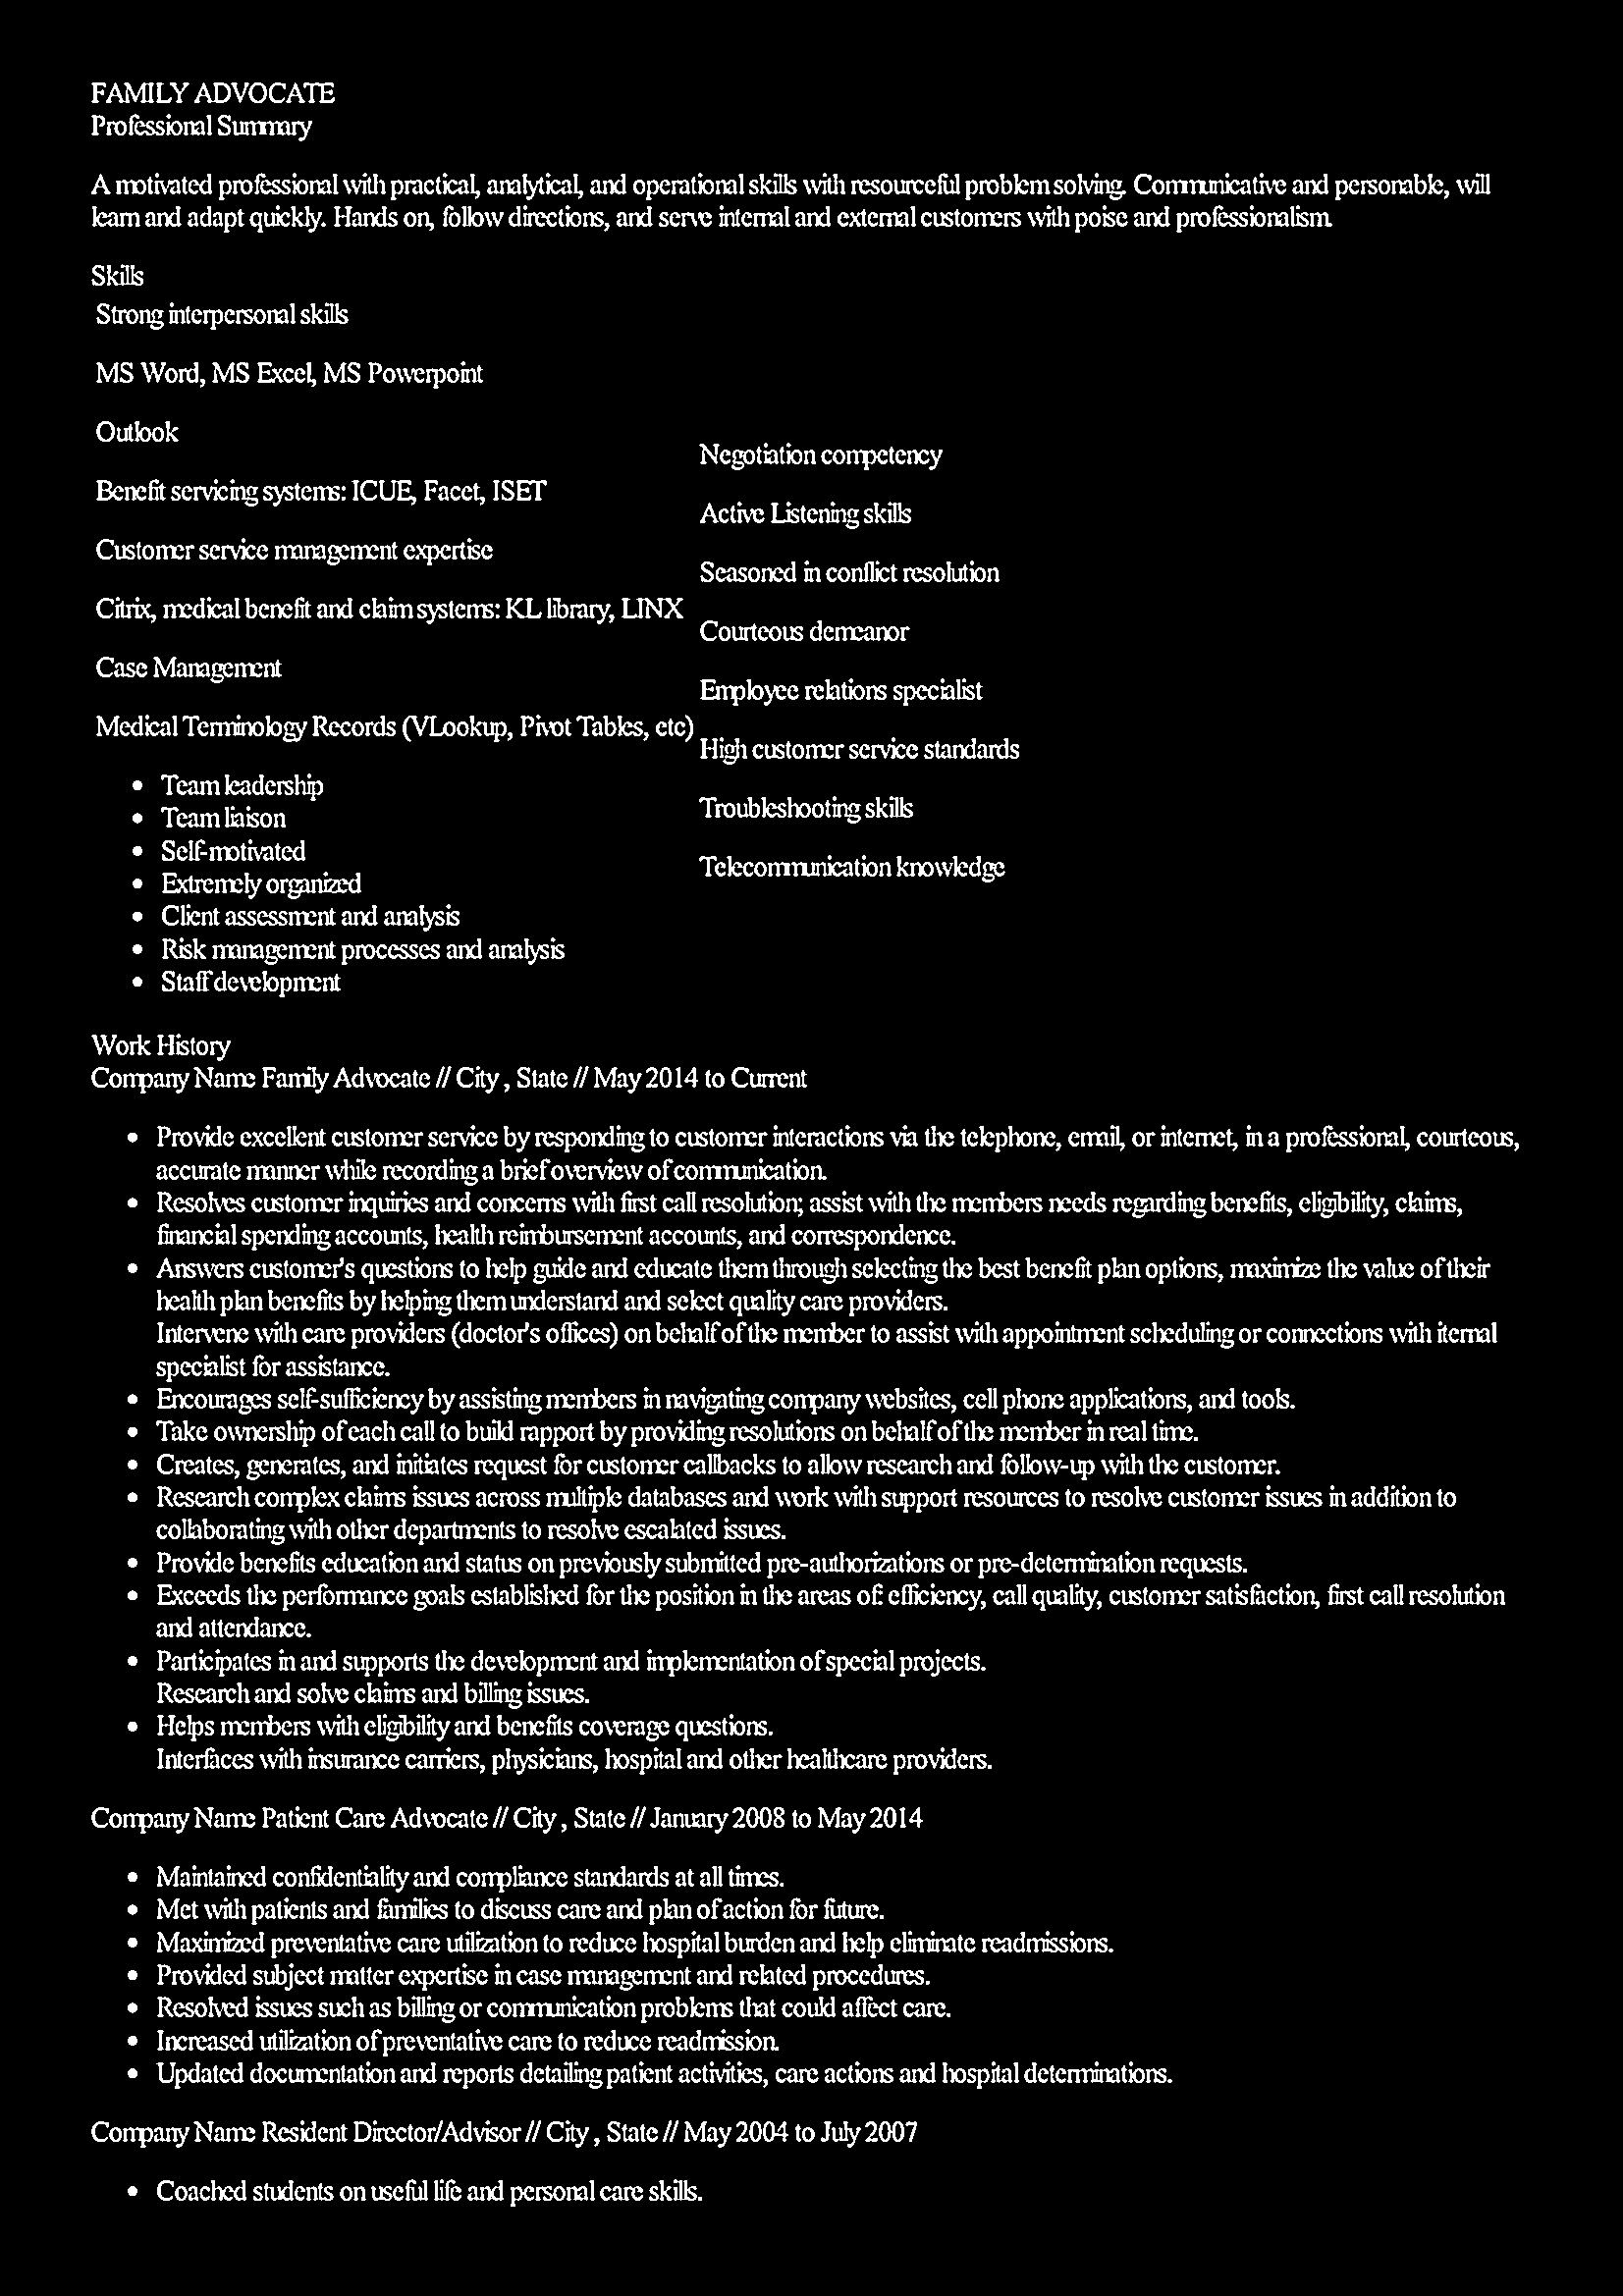 FAMILY ADVOCATE
Professional Summary
A motivated professional with practical, analytical, and operational skills with resourceful problem solving. Communicative and personable, will
learn and adapt quickly. Hands on, follow directions, and serve internal and external customers with poise and professionalism.
Skills
Strong interpersonal skills
MS Word, MS Excel, MS Powerpoint
Outlook
Benefit servicing systems: ICUE, Facet, ISET
Customer service management expertise
Citrix, medical benefit and claim systems: KL library, LINX
Case Management
Medical Terminology Records (VLookup, Pivot Tables, etc)
• Team leadership
• Team liaison
• Self-motivated
• Extremely organized
• Client assessment and analysis
• Risk management processes and analysis
• Staff development
Negotiation competency
Active Listening skills
Seasoned in conflict resolution
Courteous demeanor
Employee relations specialist
High customer service standards
Troubleshooting skills
Telecommunication knowledge
Work History
Company Name Family Advocate // City , State // May 2014 to Current
• Provide excellent customer service by responding to customer interactions via the telephone, email, or internet, in a professional, courteous,
accurate manner while recording a brief overview of communication.
• Resolves customer inquiries and concerns with first call resolution; assist with the members needs regarding benefits, eligibility, claims,
financial spending accounts, health reimbursement accounts, and correspondence.
• Answers customer's questions to help guide and educate them through selecting the best benefit plan options, maximize the value of their
health plan benefits by helping them understand and select quality care providers.
Intervene with care providers (doctor's offices) on behalf of the member to assist with appointment scheduling or connections with iternal
specialist for assistance.
• Encourages self-sufficiency by assisting members in navigating company websites, cell phone applications, and tools.
• Take ownership of each call to build rapport by providing resolutions on behalf of the member in real time.
• Creates, generates, and initiates request for customer callbacks to allow research and follow-up with the customer.
• Research complex claims issues across multiple databases and work with support resources to resolve customer issues in addition to
collaborating with other departments to resolve escalated issues.
• Provide benefits education and status on previously submitted pre-authorizations or pre-determination requests.
• Exceeds the performance goals established for the position in the areas of: efficiency, call quality, customer satisfaction, first call resolution
and attendance.
• Participates in and supports the development and implementation of special projects.
Research and solve claims and billing issues.
• Helps members with eligibility and benefits coverage questions.
Interfaces with insurance carriers, physicians, hospital and other healthcare providers.
Company Name Patient Care Advocate // City , State // January 2008 to May 2014
• Maintained confidentiality and compliance standards at all times.
• Met with patients and families to discuss care and plan of action for future.
• Maximized preventative care utilization to reduce hospital burden and help eliminate readmissions.
• Provided subject matter expertise in case management and related procedures.
• Resolved issues such as billing or communication problems that could affect care.
• Increased utilization of preventative care to reduce readmission.
• Updated documentation and reports detailing patient activities, care actions and hospital determinations.
Company Name Resident Director/Advisor // City , State // May 2004 to July 2007
• Coached students on useful life and personal care skills.